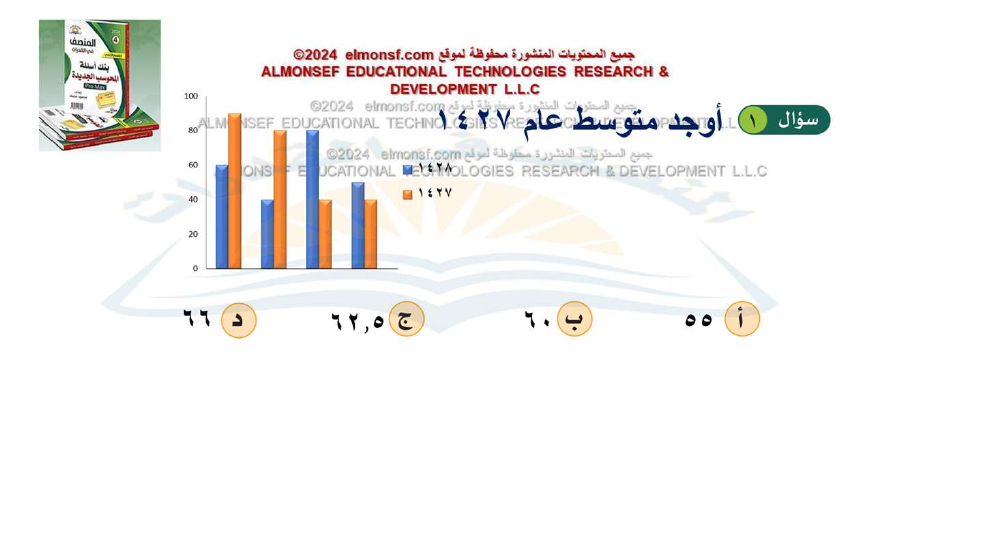 جميع المحتويات المنشورة محفوظة لموقع elmonsf.com ©2024
ALMONSEF EDUCATIONAL TECHNOLOGIES RESEARCH &
DEVELOPMENT L.L.C
جميع المحتويات المنشورة محفوظة لموقع elmonsf.com ©2024
ALMONSEF EDUCATIONAL TECHNOLOGIES RESEARCH & DEVELOPMENT L.L.C
سؤال ١
أوجد متوسط عام ١٤٢٧
جميع المحتويات المنشورة محفوظة لموقع elmonsf.com ©2024
ALMONSEF EDUCATIONAL TECHNOLOGIES RESEARCH & DEVELOPMENT L.L.C
المنصف
في القدرات
4
بنك أسئلة
المحوسب الجديدة
100
80
60
40
20
0
١٤٢٨
١٤٢٧
أ ٥٥
ب ٦٠
ج ٦٢,٥
د ٦٦